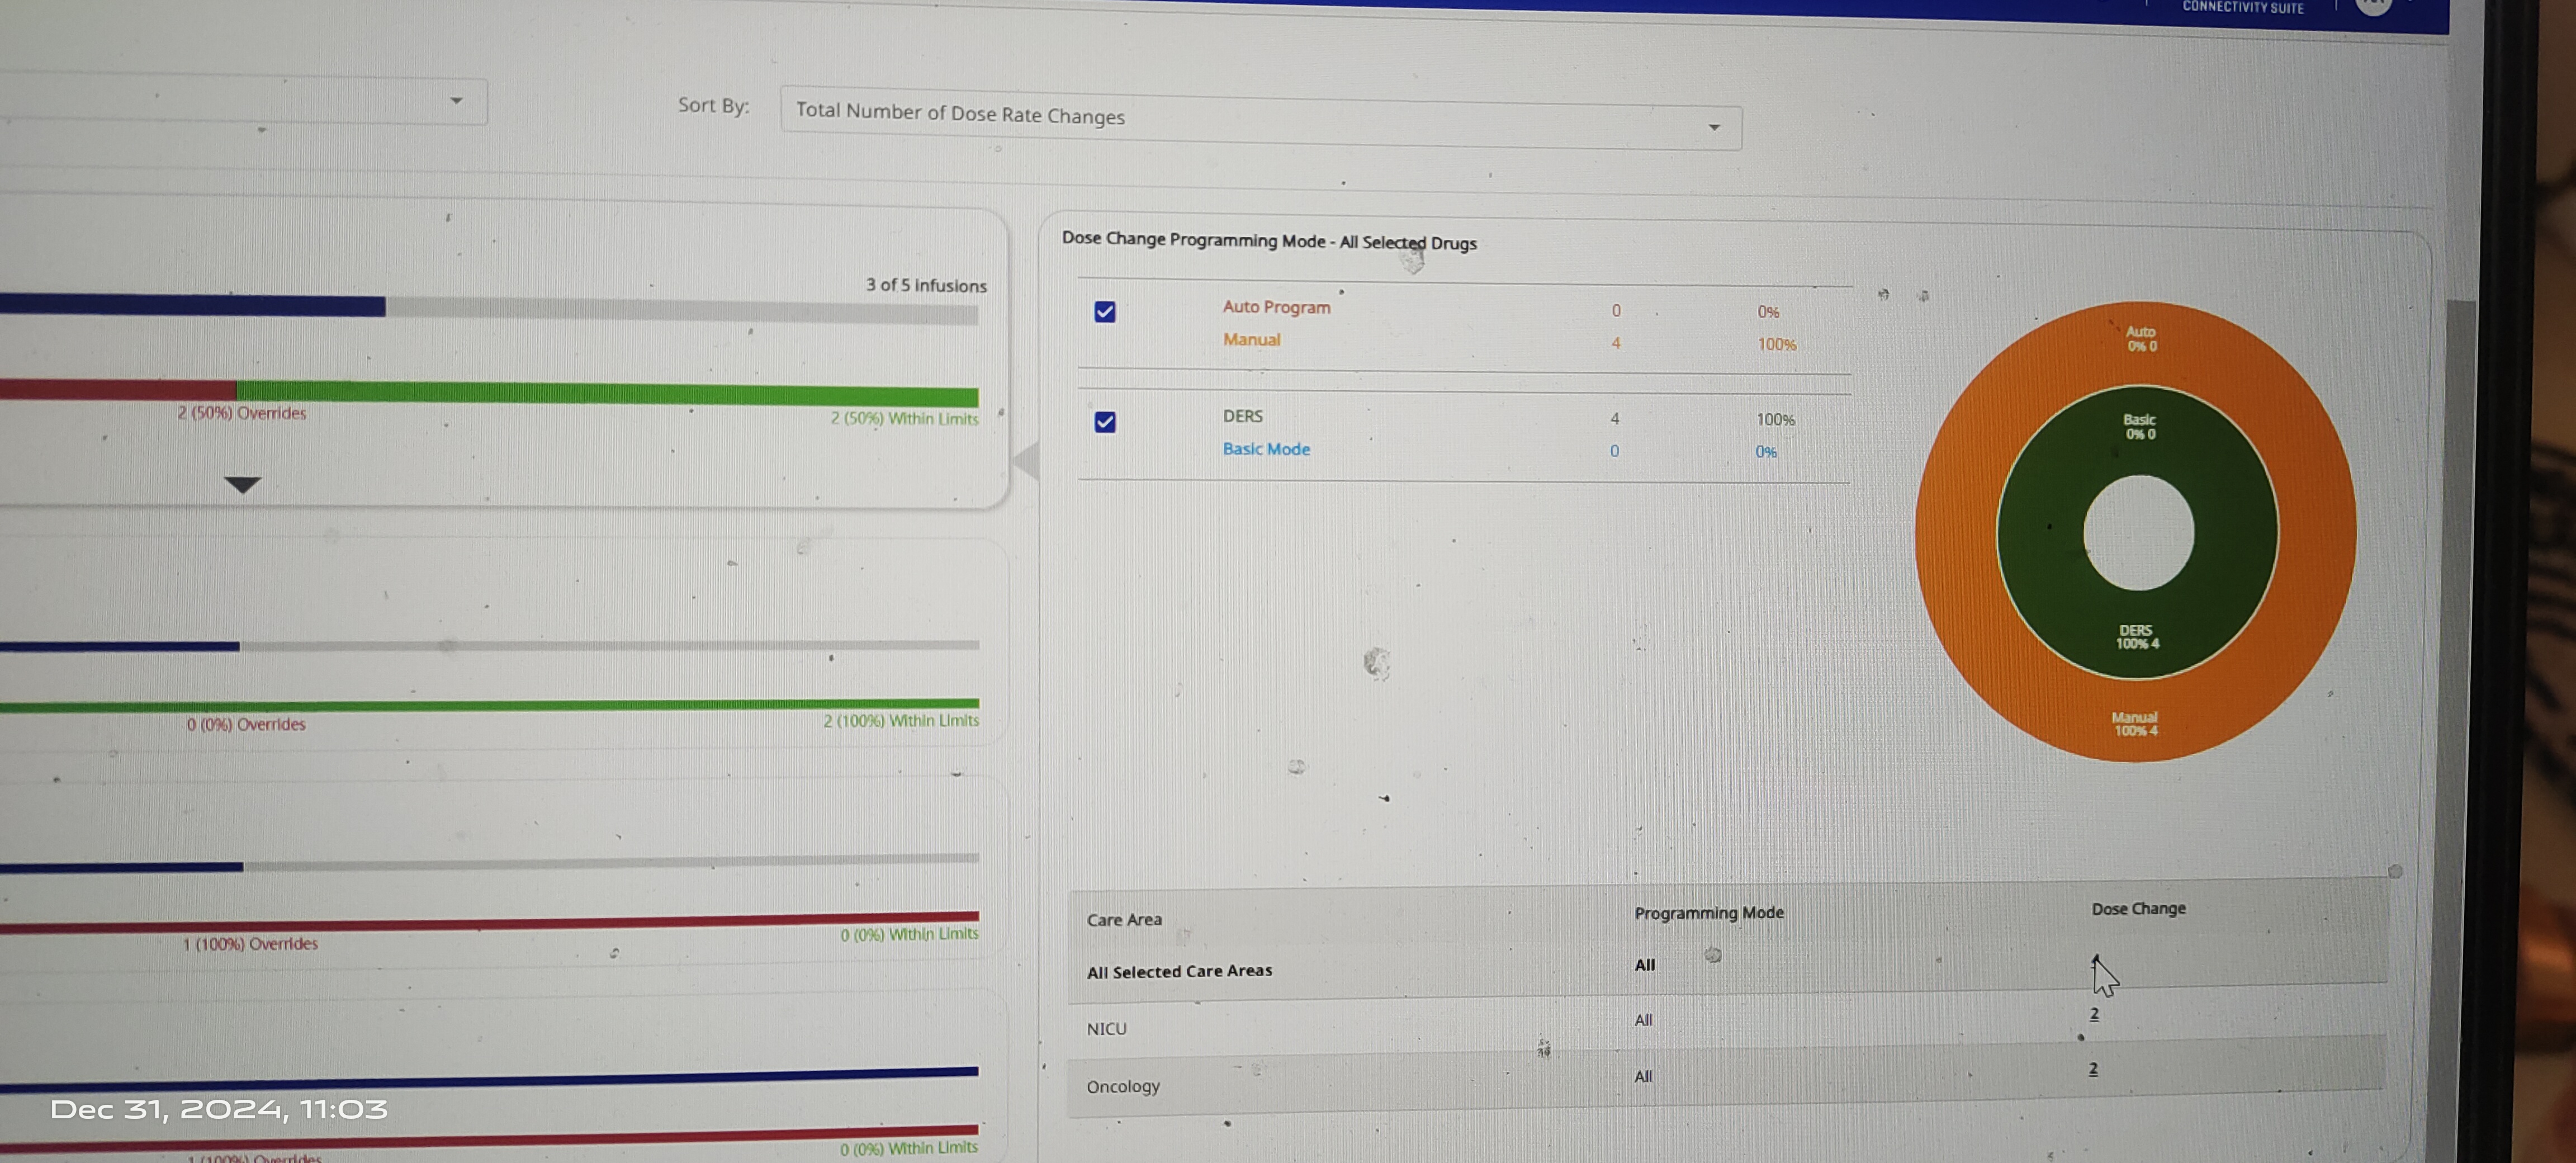 CONNECTIVITY SUITE
Sort By: Total Number of Dose Rate Changes
3 of 5 infusions
2 (50%) Overrides 2 (50%) Within Limits
0 (0%) Overrides 2 (100%) Within Limits
1 (100%) Overrides 0 (0%) Within Limits
1 (100%) Overrides 0 (0%) Within Limits
Dose Change Programming Mode - All Selected Drugs
Auto Program 0 0%
Manual 4 100%
DERS 4 100%
Basic Mode 0 0%
Auto
0% 0
Basic
0% 0
DERS
100% 4
Manual
100% 4
Care Area Programming Mode Dose Change
All Selected Care Areas All
NICU All 2
Oncology All 2
Dec 31, 2024, 11:03